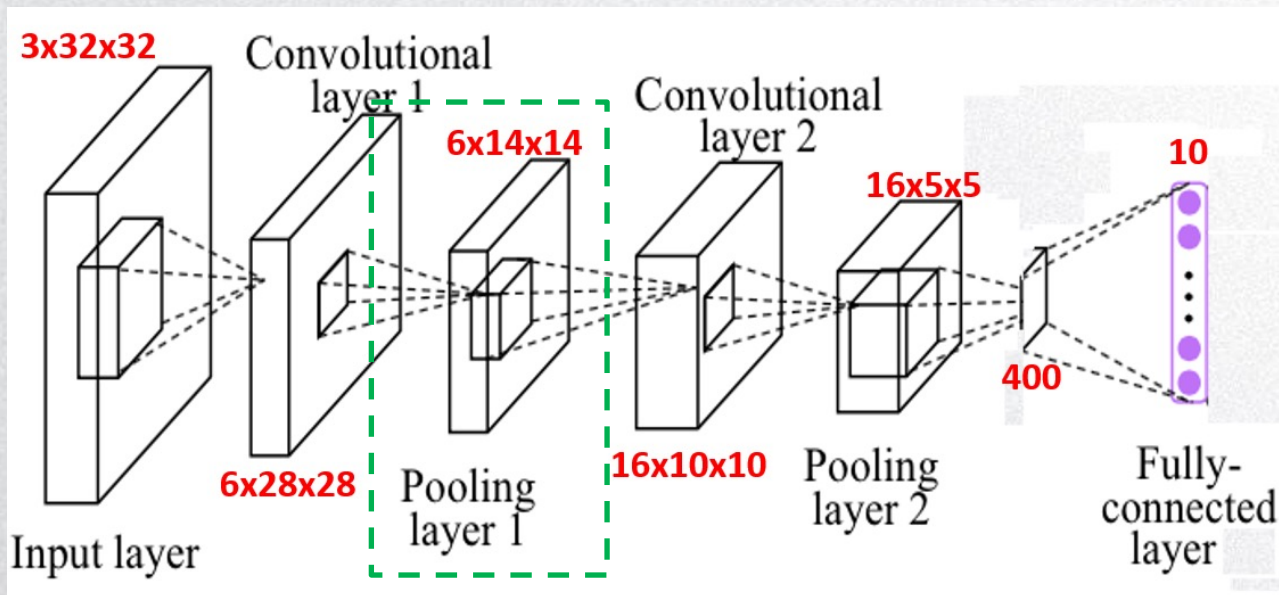 3x32x32
Convolutional
layer 1
6x14x14
Convolutional
layer 2
16x5x5
10
400
6x28x28
16x10x10
Pooling
layer 1
Pooling
layer 2
Fully-
connected
layer
Input layer